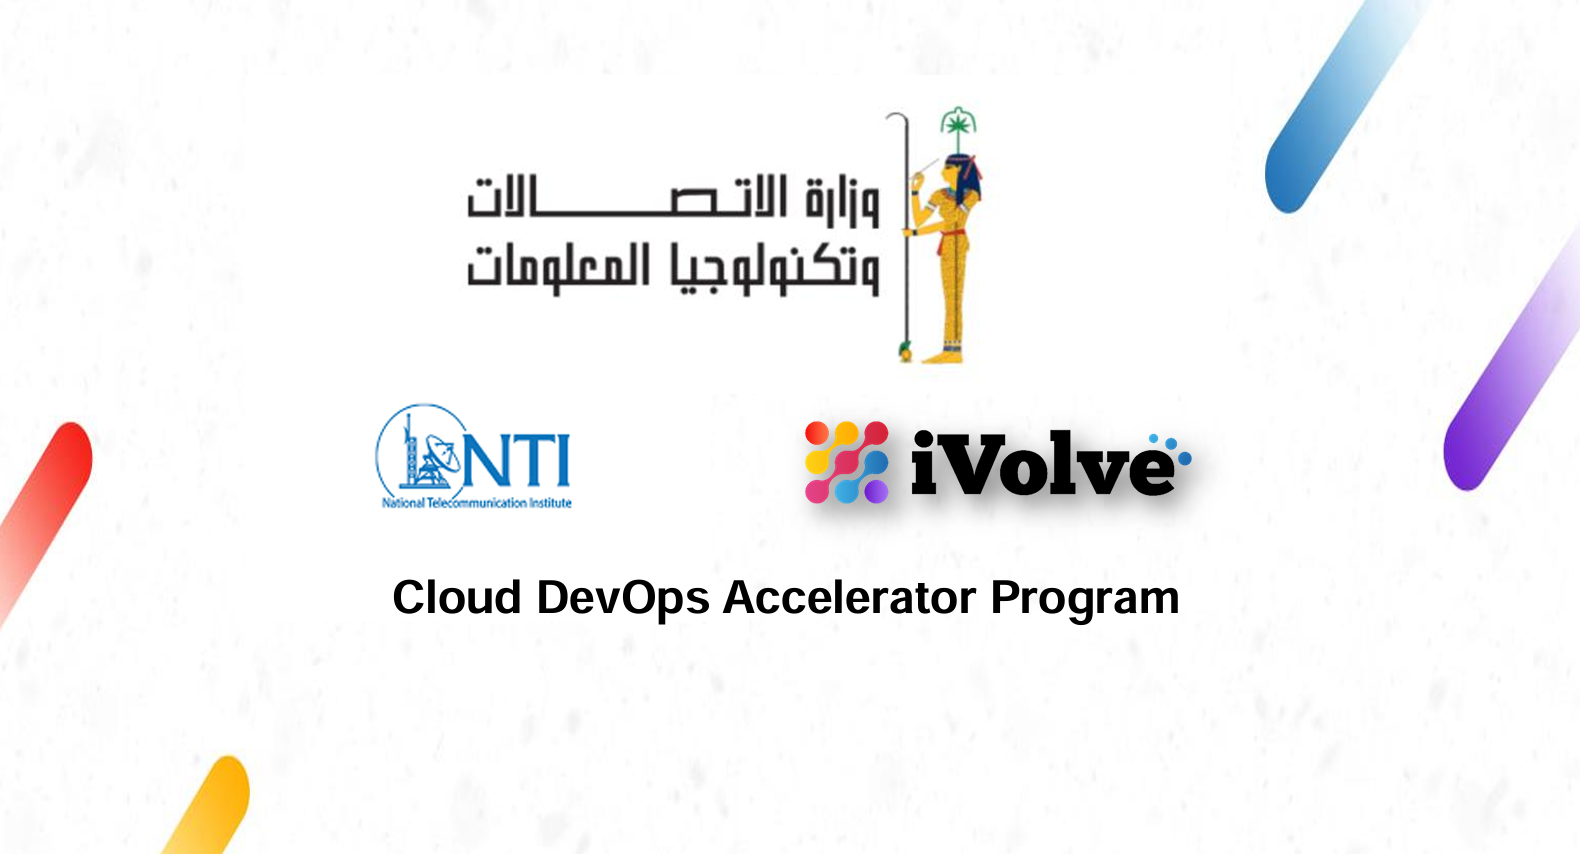 وزارة الاتصالات
وتكنولوجيا المعلومات
NTI
National Telecommunication Institute
iVolve
Cloud DevOps Accelerator Program